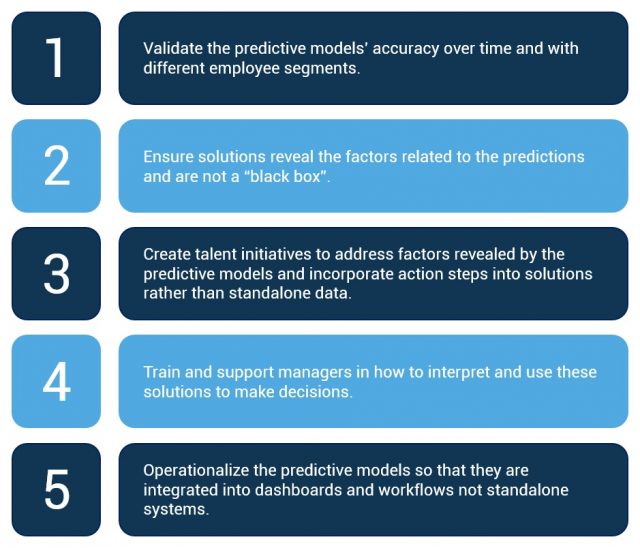 1
Validate the predictive models' accuracy over time and with
different employee segments.
2
Ensure solutions reveal the factors related to the predictions
and are not a “black box”.
3
Create talent initiatives to address factors revealed by the
predictive models and incorporate action steps into solutions
rather than standalone data.
4
Train and support managers in how to interpret and use these
solutions to make decisions.
5
Operationalize the predictive models so that they are
integrated into dashboards and workflows not standalone
systems.